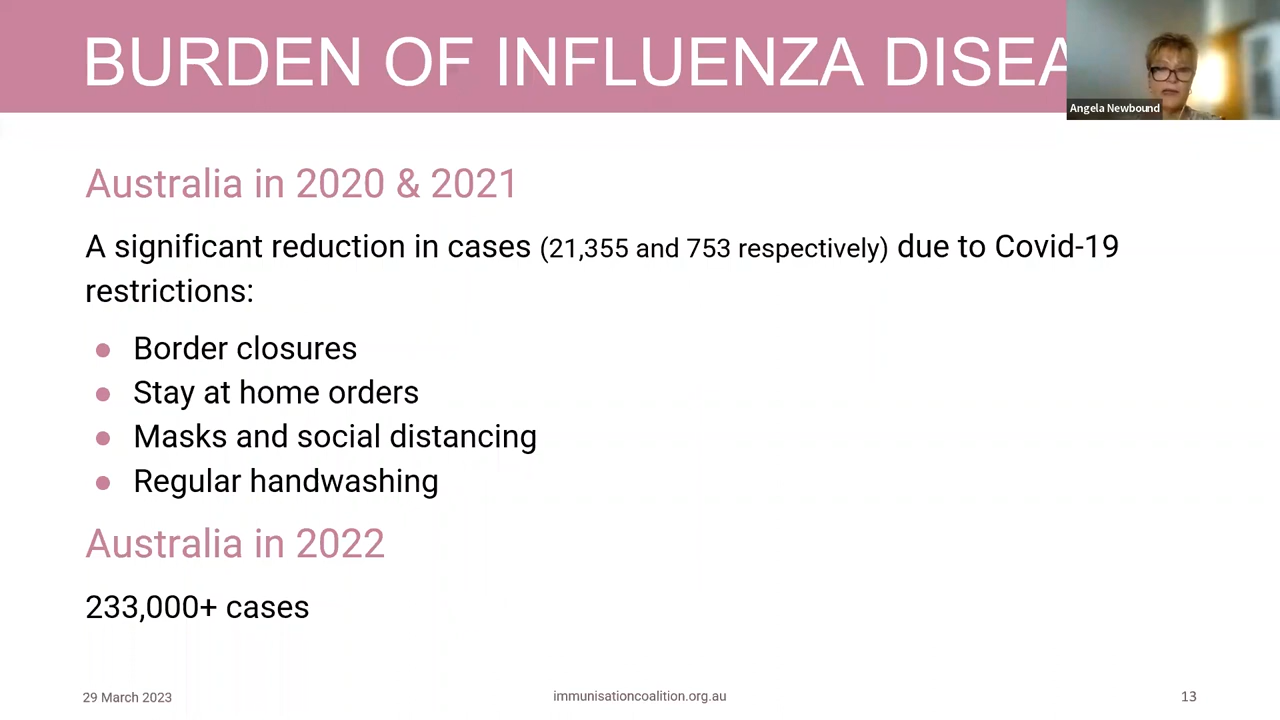 BURDEN OF INFLUENZA DISEA
Angela Newbound
Australia in 2020 & 2021
A significant reduction in cases (21,355 and 753 respectively) due to Covid-19
restrictions:
● Border closures
● Stay at home orders
● Masks and social distancing
● Regular handwashing
Australia in 2022
233,000+ cases
29 March 2023
immunisationcoalition.org.au
13